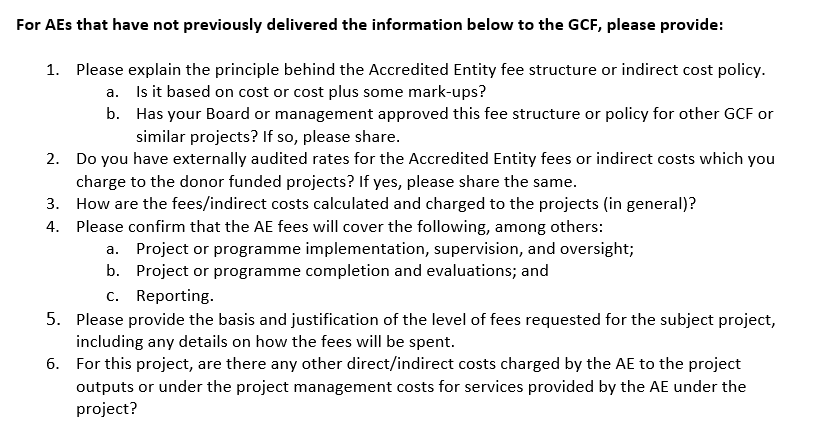 For AEs that have not previously delivered the information below to the GCF, please provide:
1. Please explain the principle behind the Accredited Entity fee structure or indirect cost policy.
a. Is it based on cost or cost plus some mark-ups?
b. Has your Board or management approved this fee structure or policy for other GCF or
similar projects? If so, please share.
2. Do you have externally audited rates for the Accredited Entity fees or indirect costs which you
charge to the donor funded projects? If yes, please share the same.
3. How are the fees/indirect costs calculated and charged to the projects (in general)?
4. Please confirm that the AE fees will cover the following, among others:
a. Project or programme implementation, supervision, and oversight;
b. Project or programme completion and evaluations; and
c. Reporting.
5. Please provide the basis and justification of the level of fees requested for the subject project,
including any details on how the fees will be spent.
6. For this project, are there any other direct/indirect costs charged by the AE to the project
outputs or under the project management costs for services provided by the AE under the
project?